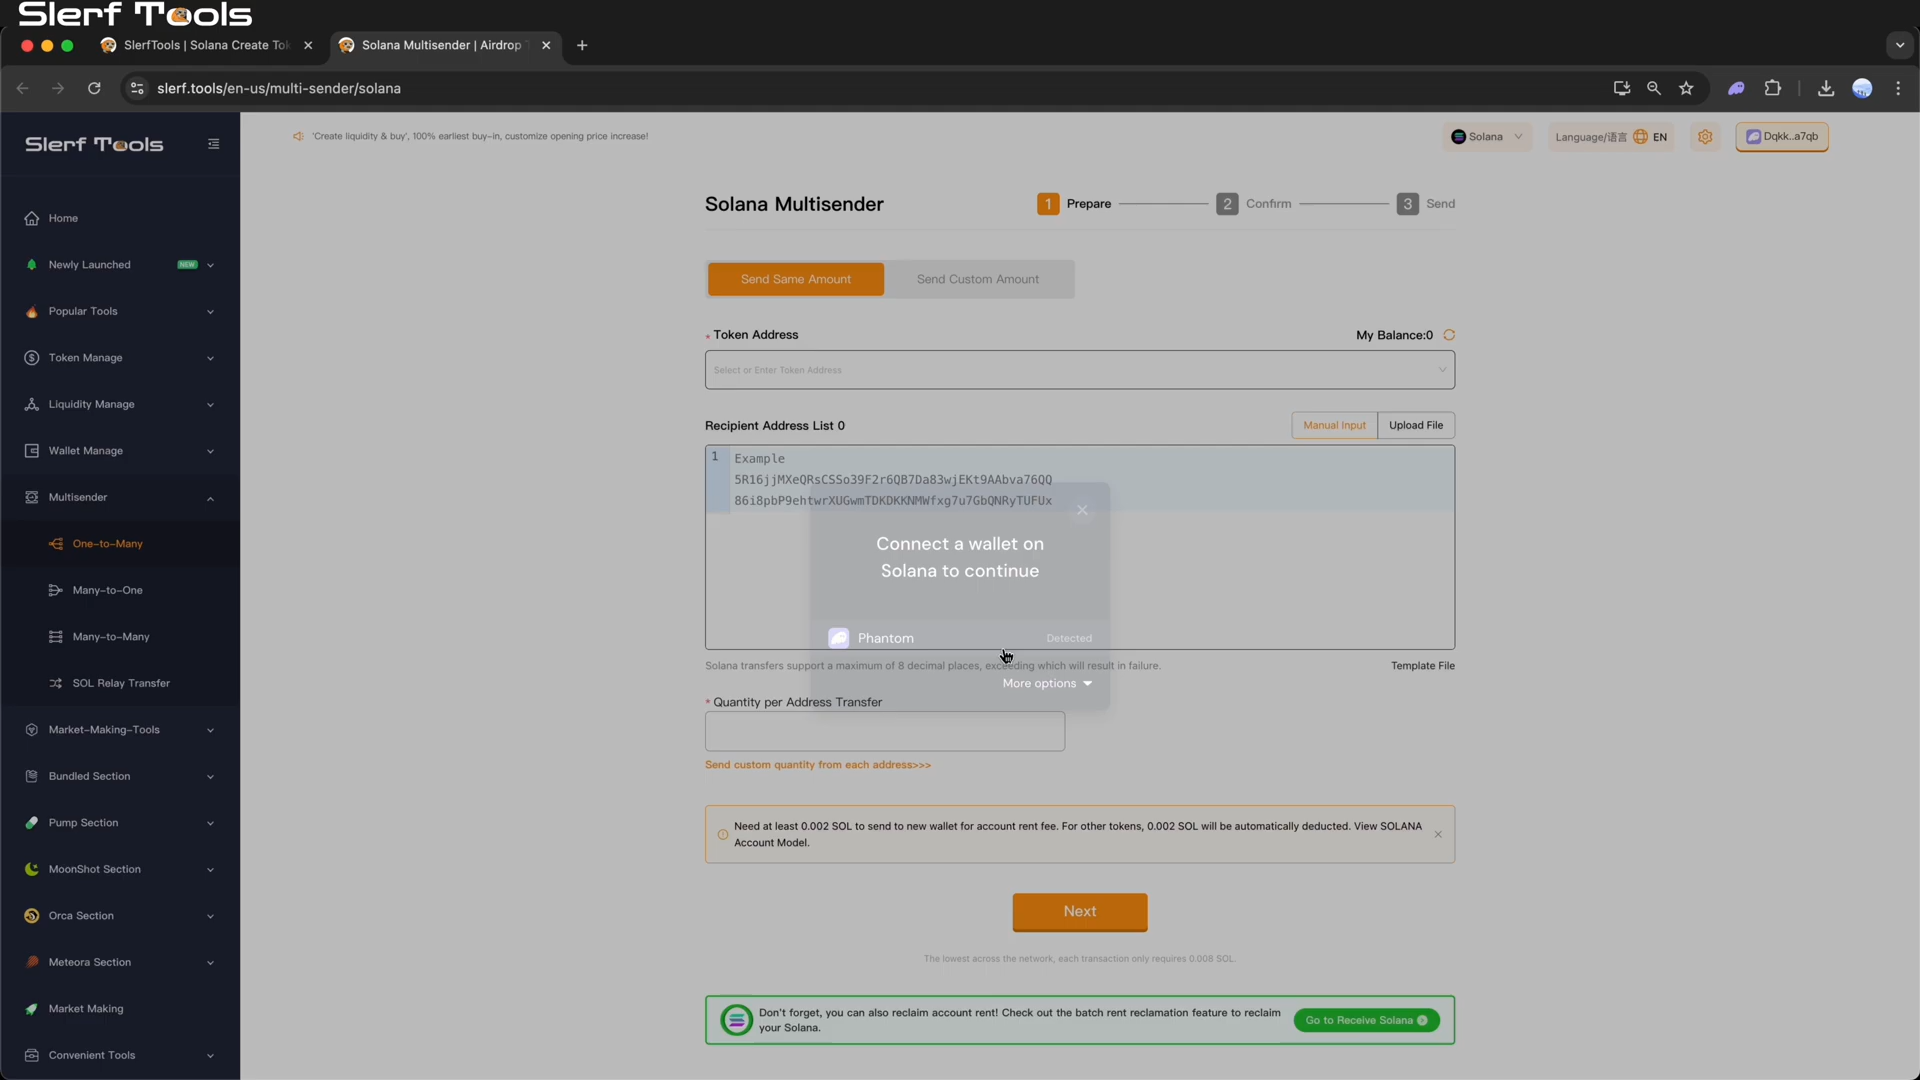 Slerf Tools
SlerfTools | Solana Create Tok
Solana Multisender | Airdrop
slerf.tools/en-us/multi-sender/solana
Slerf Tools
'Create liquidity & buy', 100% earliest buy-in, customize opening price increase!
Solana
Language/语言 EN
Dqkk..a7qb
Home
Newly Launched NEW
Popular Tools
Token Manage
Liquidity Manage
Wallet Manage
Multisender
One-to-Many
Many-to-One
Many-to-Many
SOL Relay Transfer
Market-Making-Tools
Bundled Section
Pump Section
MoonShot Section
Orca Section
Meteora Section
Market Making
Convenient Tools
Solana Multisender
1 Prepare
2 Confirm
3 Send
Send Same Amount
Send Custom Amount
* Token Address
My Balance:0
Select or Enter Token Address
Recipient Address List 0
Manual Input
Upload File
1 Example
5R16jjMXeQRsCSSo39F2r6QB7Da83wjEKt9AAbva76QQ
86i8pbP9ehtwrXUGwmTDKDKKNMWfxg7u7GbQNRyTUFUx
Connect a wallet on
Solana to continue
Phantom
Detected
Solana transfers support a maximum of 8 decimal places, exceeding which will result in failure.
Template File
More options
* Quantity per Address Transfer
Send custom quantity from each address>>>
Need at least 0.002 SOL to send to new wallet for account rent fee. For other tokens, 0.002 SOL will be automatically deducted. View SOLANA
Account Model.
Next
The lowest across the network, each transaction only requires 0.008 SOL.
Don't forget, you can also reclaim account rent! Check out the batch rent reclamation feature to reclaim
your Solana.
Go to Receive Solana